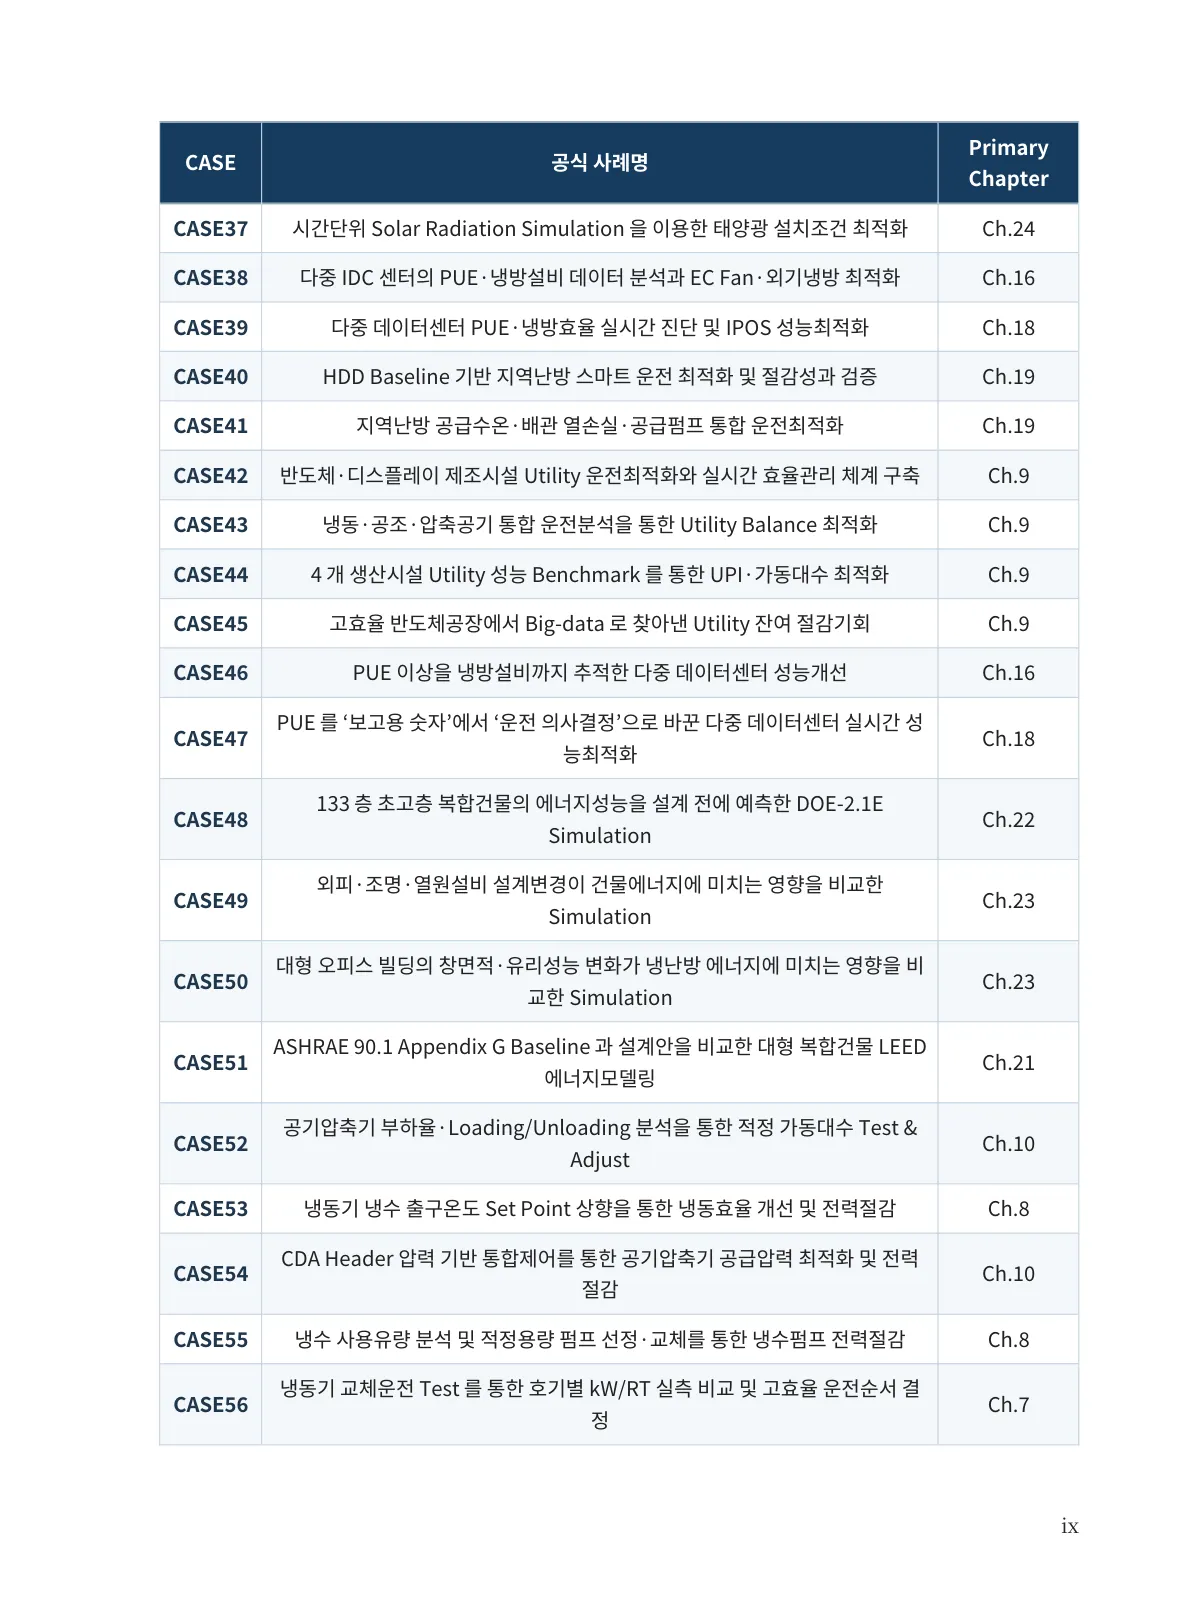 CASE 공식 사례명 Primary Chapter
CASE37 시간단위 Solar Radiation Simulation 을 이용한 태양광 설치조건 최적화 Ch.24
CASE38 다중 IDC 센터의 PUE·냉방설비 데이터 분석과 EC Fan·외기냉방 최적화 Ch.16
CASE39 다중 데이터센터 PUE·냉방효율 실시간 진단 및 IPOS 성능최적화 Ch.18
CASE40 HDD Baseline 기반 지역난방 스마트 운전 최적화 및 절감성과 검증 Ch.19
CASE41 지역난방 공급수온·배관 열손실·공급펌프 통합 운전최적화 Ch.19
CASE42 반도체·디스플레이 제조시설 Utility 운전최적화와 실시간 효율관리 체계 구축 Ch.9
CASE43 냉동·공조·압축공기 통합 운전분석을 통한 Utility Balance 최적화 Ch.9
CASE44 4 개 생산시설 Utility 성능 Benchmark 를 통한 UPI·가동대수 최적화 Ch.9
CASE45 고효율 반도체공장에서 Big-data 로 찾아낸 Utility 잔여 절감기회 Ch.9
CASE46 PUE 이상을 냉방설비까지 추적한 다중 데이터센터 성능개선 Ch.16
CASE47 PUE 를 ‘보고용 숫자’에서 ‘운전 의사결정’으로 바꾼 다중 데이터센터 실시간 성
능최적화 Ch.18
CASE48 133 층 초고층 복합건물의 에너지성능을 설계 전에 예측한 DOE-2.1E
Simulation Ch.22
CASE49 외피·조명·열원설비 설계변경이 건물에너지에 미치는 영향을 비교한
Simulation Ch.23
CASE50 대형 오피스 빌딩의 창면적·유리성능 변화가 냉난방 에너지에 미치는 영향을 비
교한 Simulation Ch.23
CASE51 ASHRAE 90.1 Appendix G Baseline 과 설계안을 비교한 대형 복합건물 LEED
에너지모델링 Ch.21
CASE52 공기압축기 부하율·Loading/Unloading 분석을 통한 적정 가동대수 Test &
Adjust Ch.10
CASE53 냉동기 냉수 출구온도 Set Point 상향을 통한 냉동효율 개선 및 전력절감 Ch.8
CASE54 CDA Header 압력 기반 통합제어를 통한 공기압축기 공급압력 최적화 및 전력
절감 Ch.10
CASE55 냉수 사용유량 분석 및 적정용량 펌프 선정·교체를 통한 냉수펌프 전력절감 Ch.8
CASE56 냉동기 교체운전 Test 를 통한 호기별 kW/RT 실측 비교 및 고효율 운전순서 결
정 Ch.7
ix